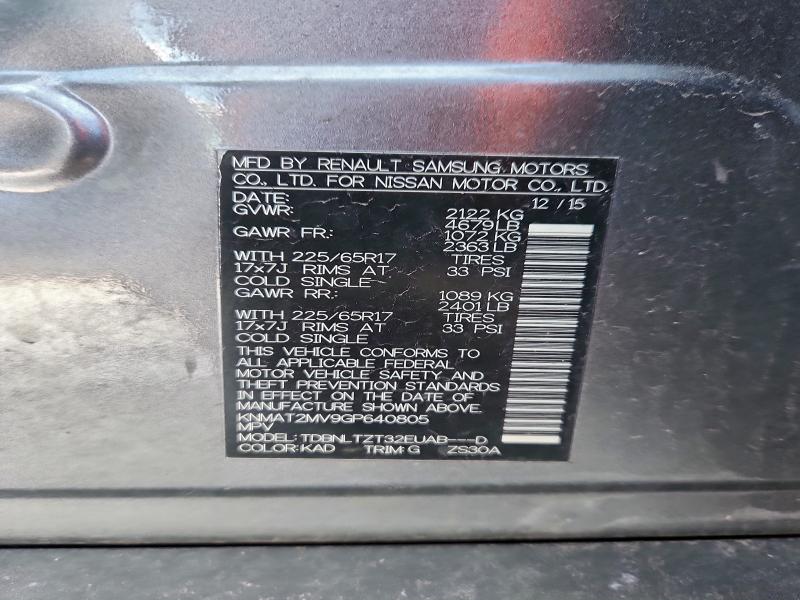 MFD BY RENAULT SAMSUNG MOTORS
CO., LTD. FOR NISSAN MOTOR CO., LTD.
DATE: 12 / 15
GVWR: 2122 KG
4679 LB
GAWR FR: 1072 KG
2363 LB
WITH 225/65R17 TIRES
17x7J RIMS AT 33 PSI
COLD SINGLE
GAWR RR: 1089 KG
2401 LB
WITH 225/65R17 TIRES
17x7J RIMS AT 33 PSI
COLD SINGLE
THIS VEHICLE CONFORMS TO
ALL APPLICABLE FEDERAL
MOTOR VEHICLE SAFETY AND
THEFT PREVENTION STANDARDS
IN EFFECT ON THE DATE OF
MANUFACTURE SHOWN ABOVE.
KNMAT2MV9GP640805
MPV
MODEL: TDBNLTZT32EUAB---D
COLOR: KAD TRIM: G ZS30A